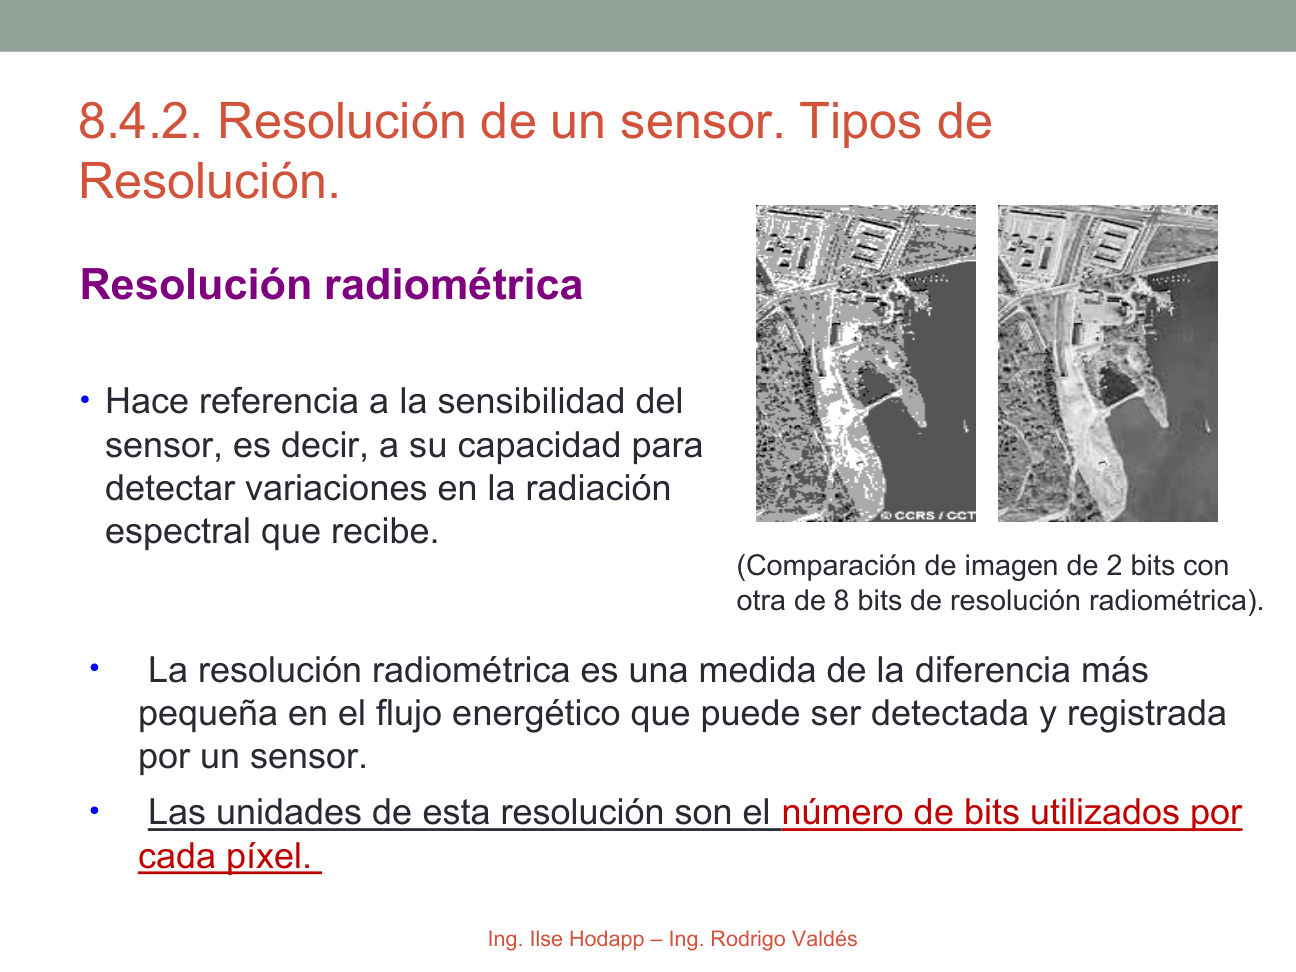 8.4.2. Resolución de un sensor. Tipos de
Resolución.
Resolución radiométrica
• Hace referencia a la sensibilidad del
sensor, es decir, a su capacidad para
detectar variaciones en la radiación
espectral que recibe.
© CCRS / CCT
(Comparación de imagen de 2 bits con
otra de 8 bits de resolución radiométrica).
• La resolución radiométrica es una medida de la diferencia más
pequeña en el flujo energético que puede ser detectada y registrada
por un sensor.
• Las unidades de esta resolución son el número de bits utilizados por
cada píxel.
Ing. Ilse Hodapp – Ing. Rodrigo Valdés